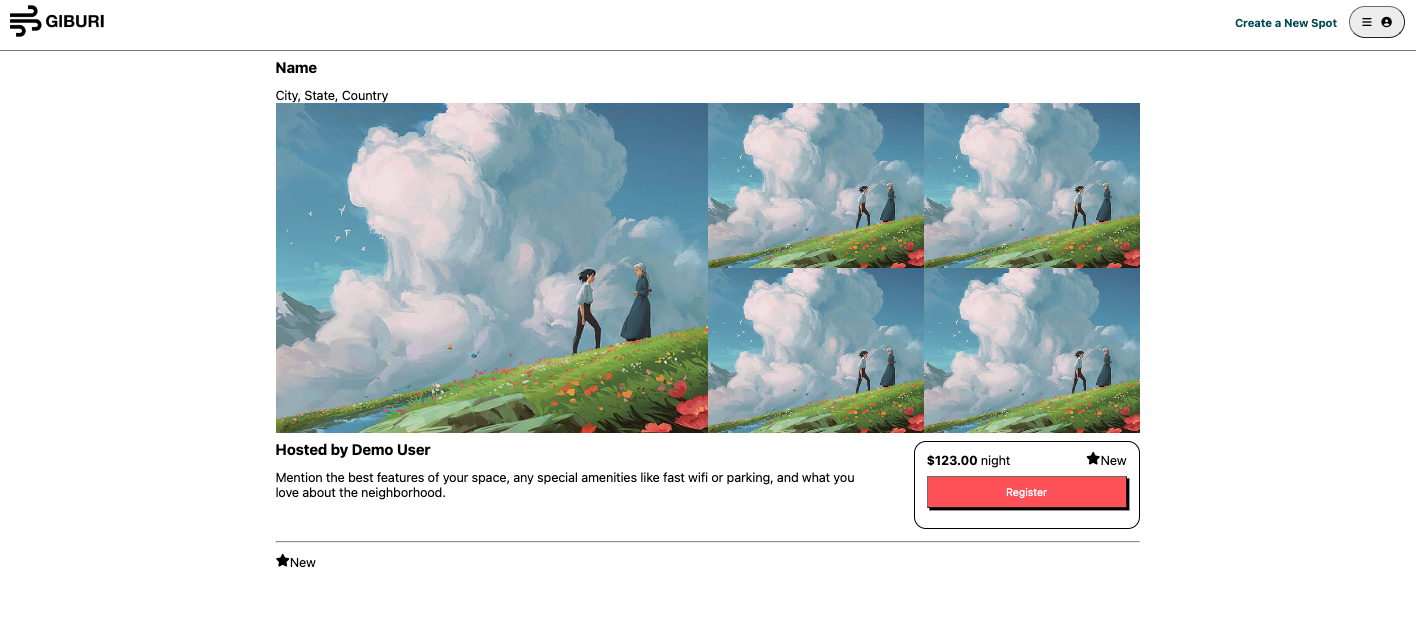 GIBURI
Create a New Spot
Name
City, State, Country
Hosted by Demo User
Mention the best features of your space, any special amenities like fast wifi or parking, and what you
love about the neighborhood.
$123.00 night
New
Register
New